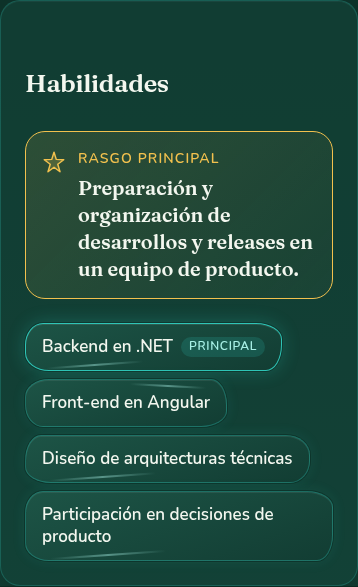 Habilidades
RASGO PRINCIPAL
Preparación y
organización de
desarrollos y releases en
un equipo de producto.
Backend en .NET PRINCIPAL
Front-end en Angular
Diseño de arquitecturas técnicas
Participación en decisiones de
producto